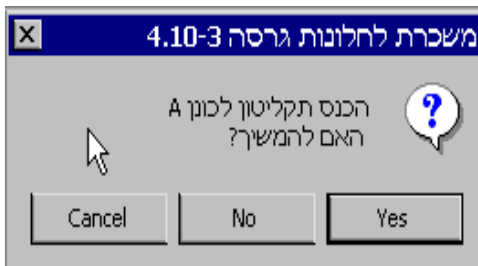 משכרת לחלונות גרסה 4.10-3
הכנס תקליטון לכונן A
האם להמשיך?
Yes
No
Cancel